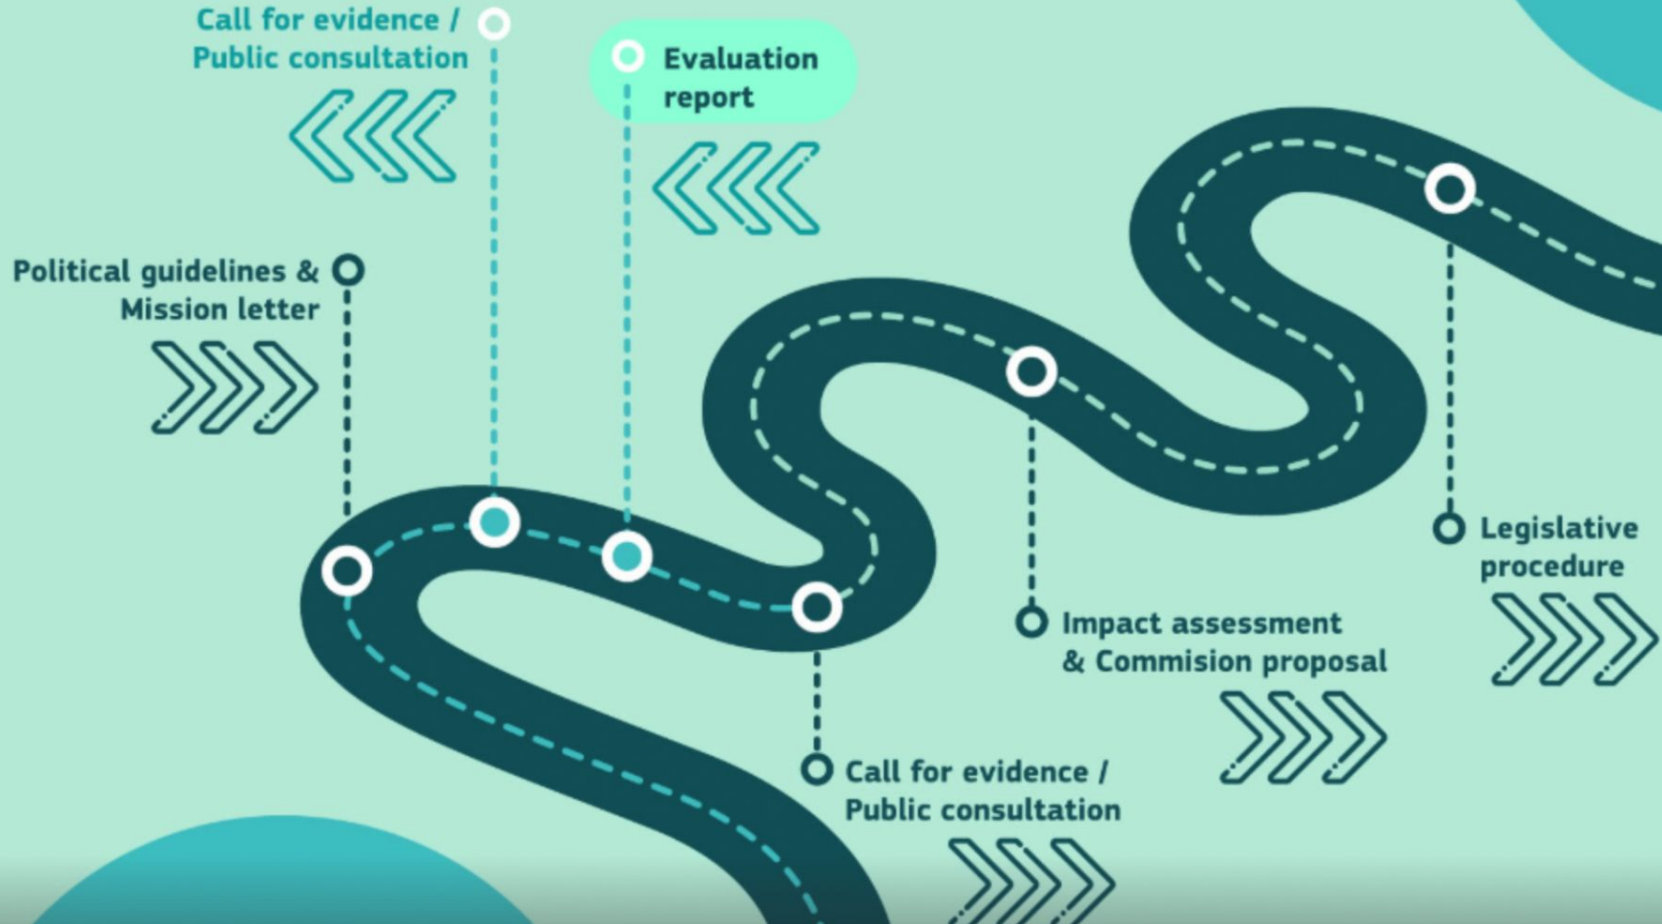 Call for evidence /
Public consultation
Evaluation
report
Political guidelines &
Mission letter
Legislative
procedure
Impact assessment
& Commision proposal
Call for evidence /
Public consultation